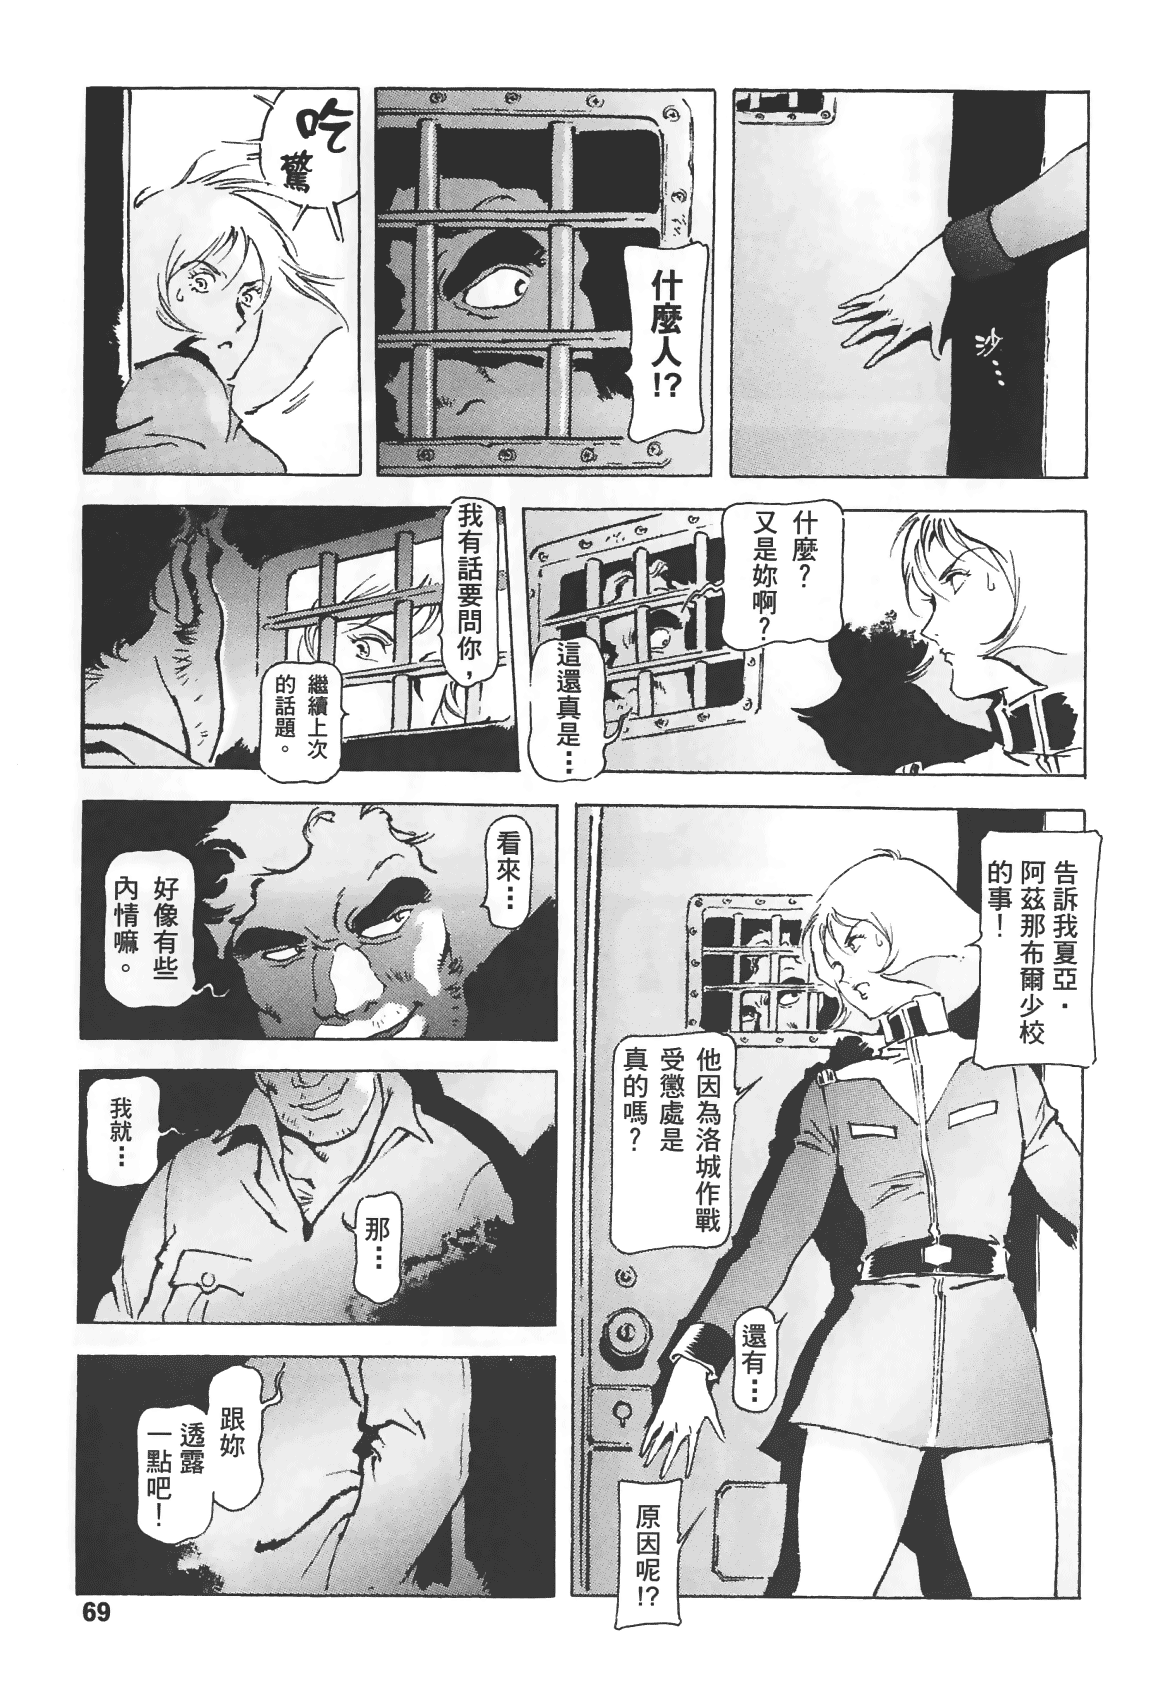 沙…
什麼人!?
吃
驚
什麼?
又是妳啊?
這還真是…
我有話要問你,
繼續上次
的話題。
告訴我夏亞·
阿茲那布爾少校
的事!
他因為洛城作戰
受懲處是
真的嗎?
還有…
原因呢!?
看來…
好像有些
內情嘛。
那…
我就…
跟妳
透露
一點吧!
69